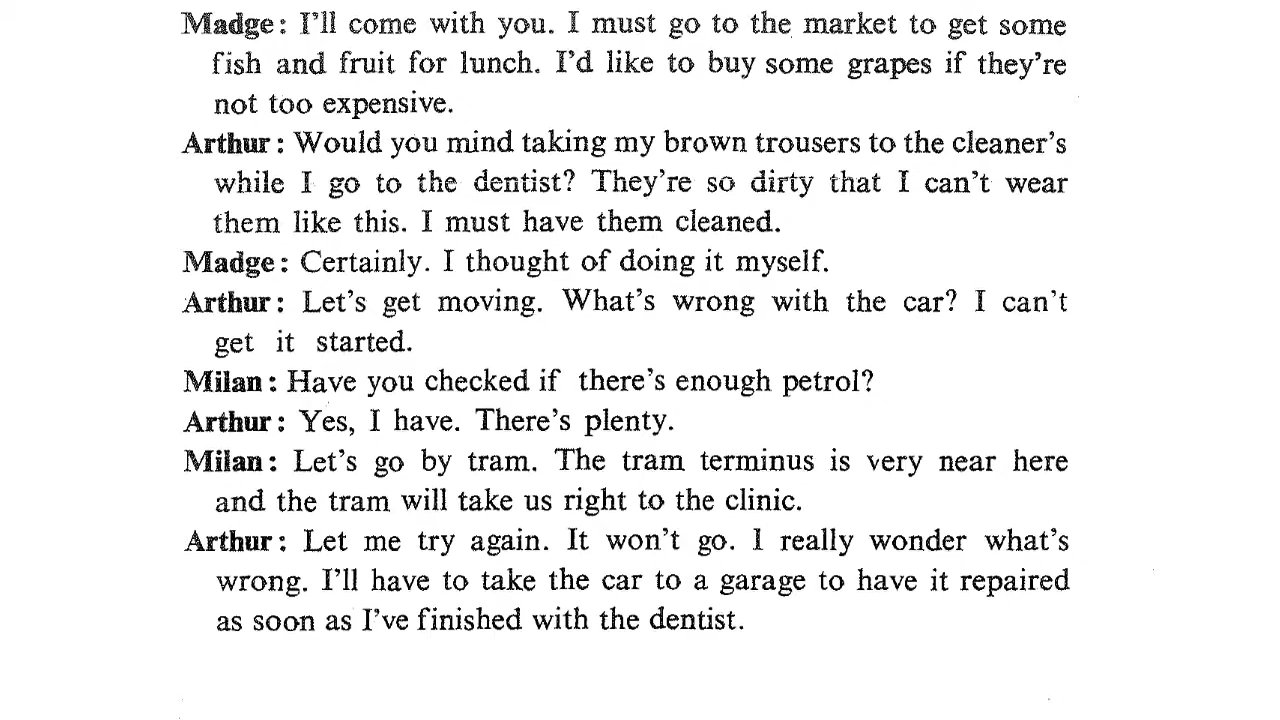 Madge: I'll come with you. I must go to the market to get some
fish and fruit for lunch. I'd like to buy some grapes if they're
not too expensive.
Arthur: Would you mind taking my brown trousers to the cleaner's
while I go to the dentist? They're so dirty that I can't wear
them like this. I must have them cleaned.
Madge: Certainly. I thought of doing it myself.
Arthur: Let's get moving. What's wrong with the car? I can't
get it started.
Milan: Have you checked if there's enough petrol?
Arthur: Yes, I have. There's plenty.
Milan: Let's go by tram. The tram terminus is very near here
and the tram will take us right to the clinic.
Arthur: Let me try again. It won't go. I really wonder what's
wrong. I'll have to take the car to a garage to have it repaired
as soon as I've finished with the dentist.